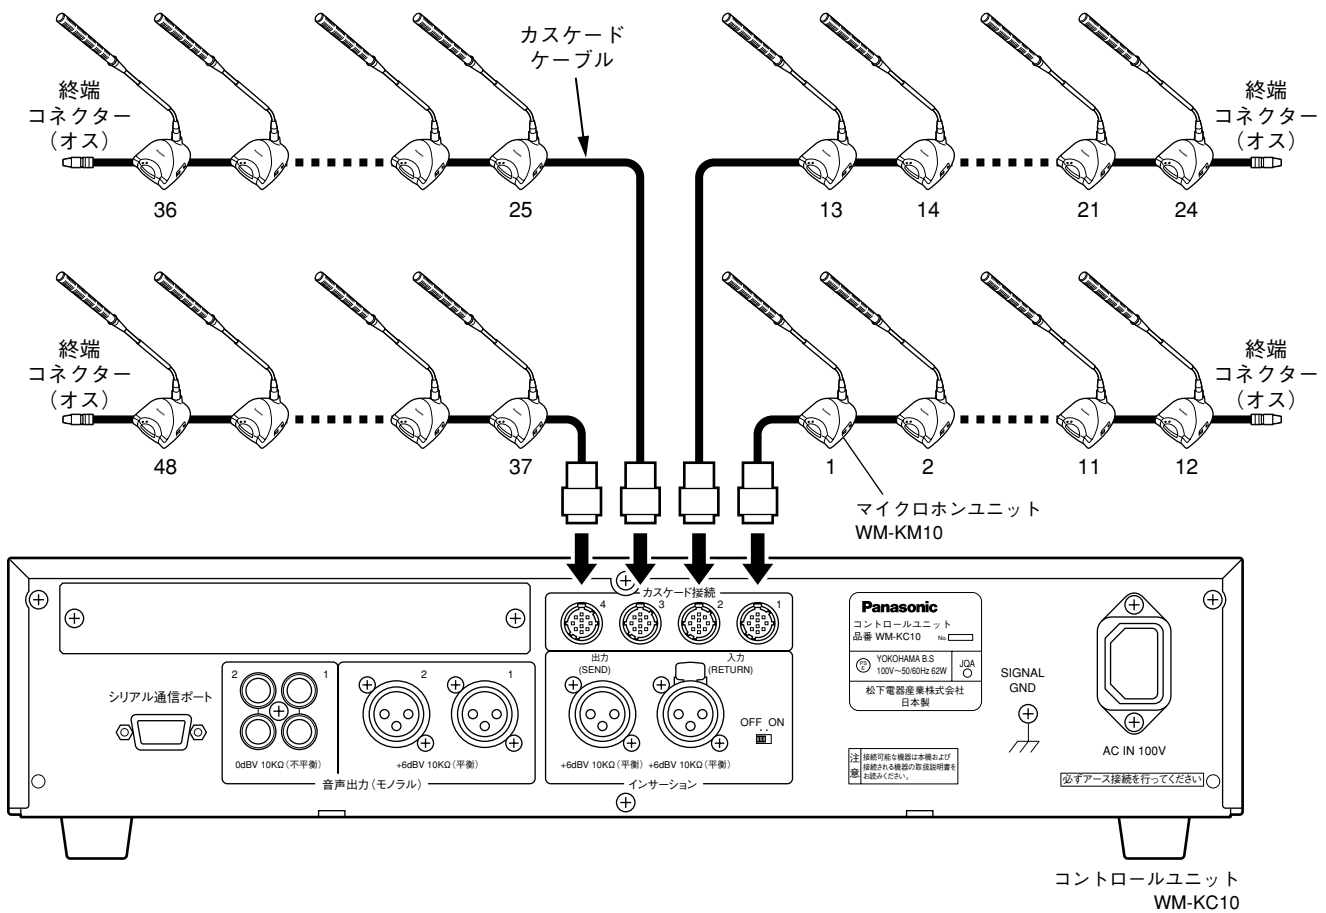 カスケード
ケーブル
終端
コネクター
（オス）
終端
コネクター
（オス）
36
25
13
14
21
24
終端
コネクター
（オス）
終端
コネクター
（オス）
48
37
1
2
11
12
マイクロホンユニット
WM-KM10
カスケード接続
4
3
2
1
出力
(SEND)
入力
(RETURN)
シリアル通信ポート
2
1
2
1
OFF ON
0dBV 10KΩ（不平衡）
+6dBV 10KΩ（平衡）
+6dBV 10KΩ（平衡）
+6dBV 10KΩ（平衡）
音声出力（モノラル）
インサーション
Panasonic
コントロールユニット
品番 WM-KC10 No.
PS
E
YOKOHAMA B.S
100V～50/60Hz 62W
JQA
松下電器産業株式会社
日本製
注意
接続可能な機器は本機および
接続される機器の取扱説明書を
お読みください。
SIGNAL
GND
AC IN 100V
必ずアース接続を行ってください
コントロールユニット
WM-KC10